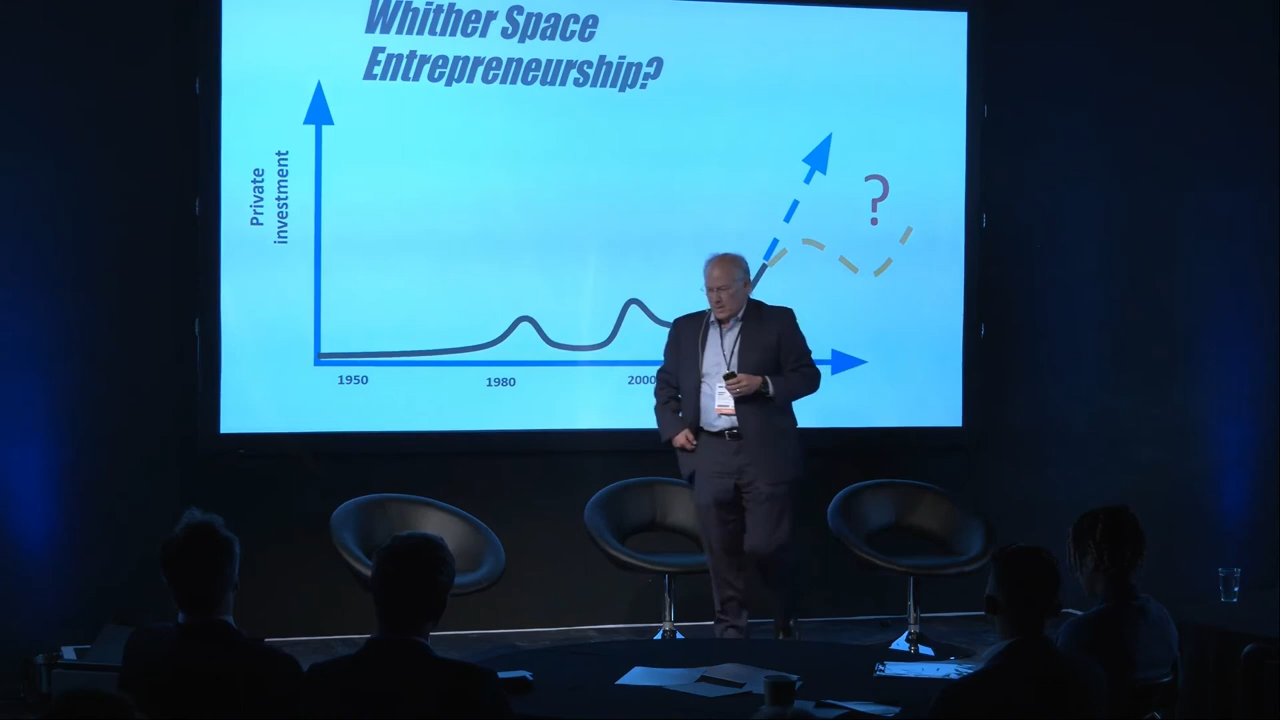 Whither Space
Entrepreneurship?
Private
investment
?
1950
1980
2000